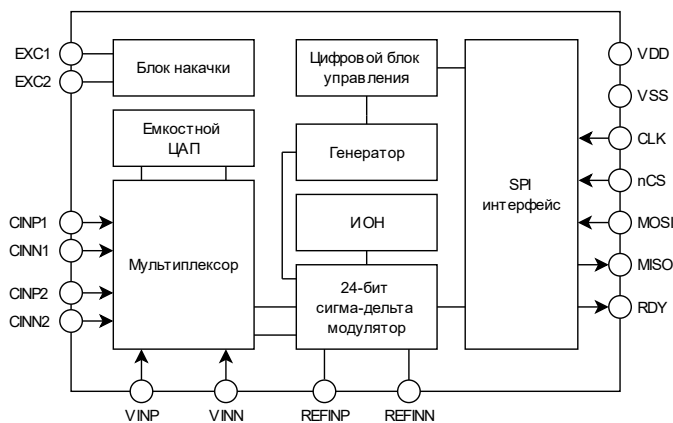 EXC1
EXC2
Блок накачки
Емкостной
ЦАП
CINP1
CINN1
CINP2
CINN2
Мультиплексор
Цифровой блок
управления
Генератор
ИОН
24-бит
сигма-дельта
модулятор
SPI
интерфейс
VDD
VSS
CLK
nCS
MOSI
MISO
RDY
VINP
VINN
REFINP
REFINN